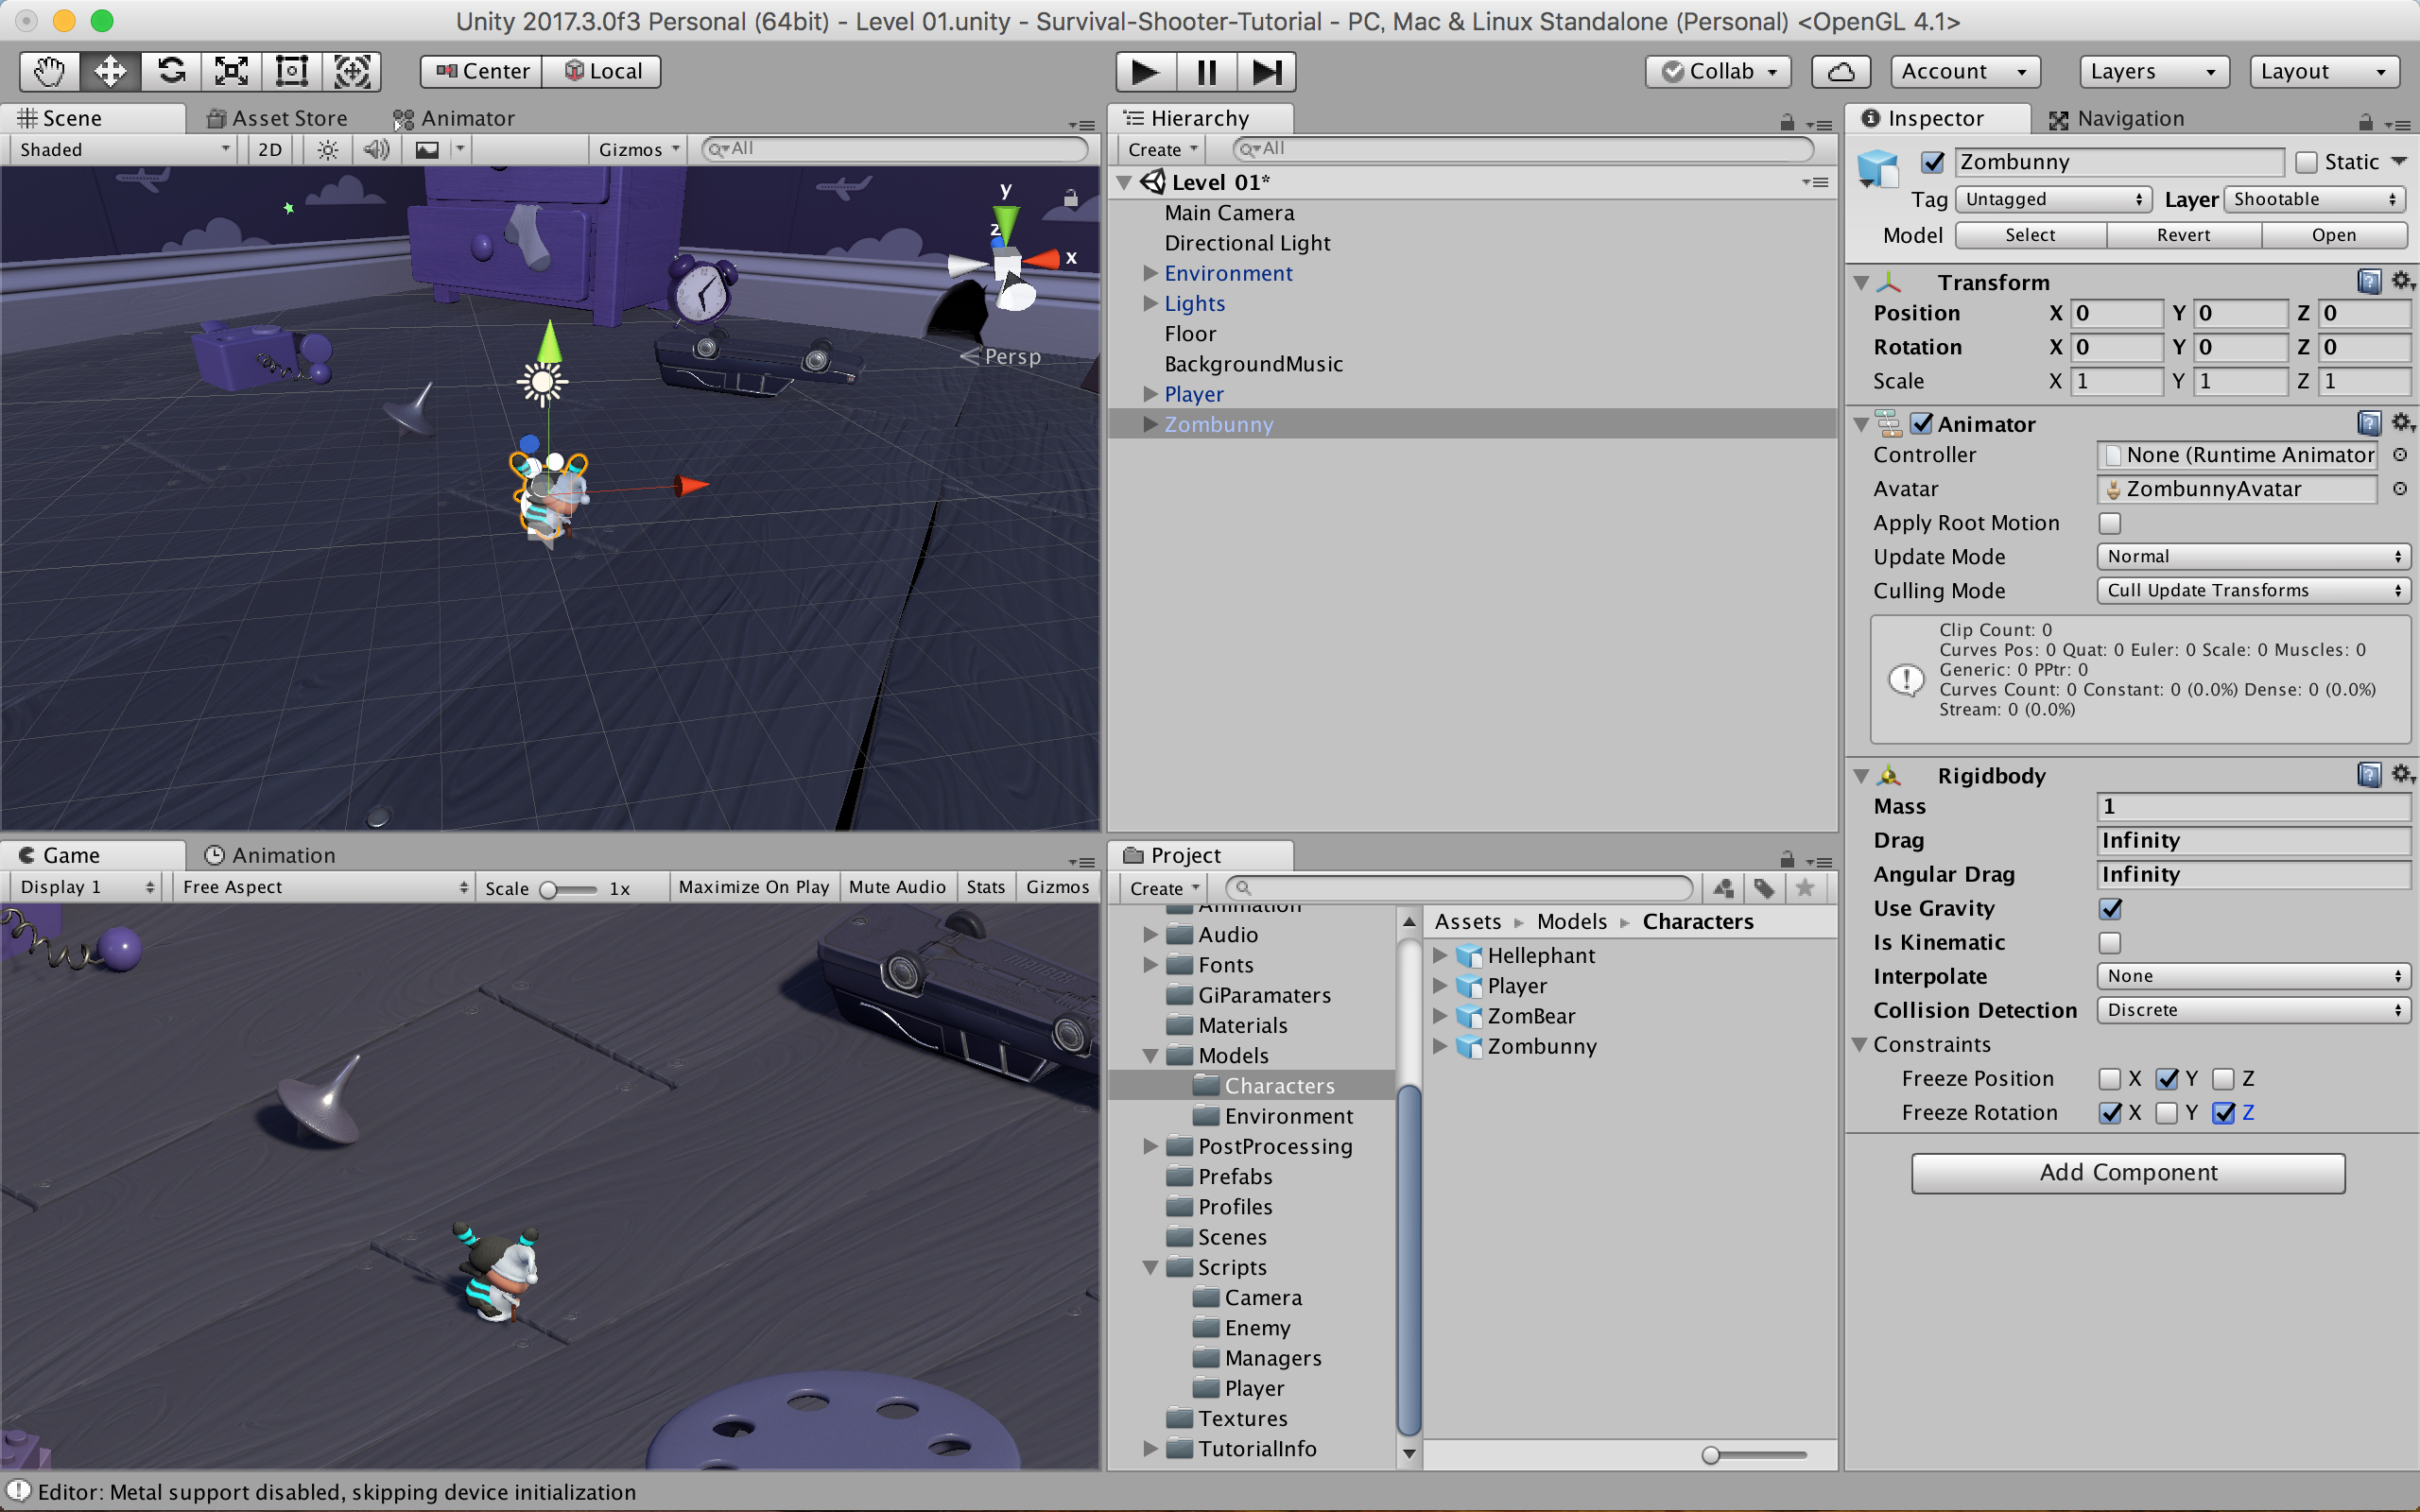 Unity 2017.3.0f3 Personal (64bit) - Level 01.unity - Survival-Shooter-Tutorial - PC, Mac & Linux Standalone (Personal) <OpenGL 4.1>
Center Local Collab Account Layers Layout
Scene Asset Store Animator
Shaded 2D Gizmos All
y
z
x
Persp
Hierarchy
Create All
Level 01*
Main Camera
Directional Light
Environment
Lights
Floor
BackgroundMusic
Player
Zombunny
Game Animation
Display 1 Free Aspect Scale 1x Maximize On Play Mute Audio Stats Gizmos
Project
Create
Animation
Audio
Fonts
GiParamaters
Materials
Models
Characters
Environment
PostProcessing
Prefabs
Profiles
Scenes
Scripts
Camera
Enemy
Managers
Player
Textures
TutorialInfo
Assets Models Characters
Hellephant
Player
ZomBear
Zombunny
Inspector Navigation
Zombunny Static
Tag Untagged Layer Shootable
Model Select Revert Open
Transform
Position X 0 Y 0 Z 0
Rotation X 0 Y 0 Z 0
Scale X 1 Y 1 Z 1
Animator
Controller None (Runtime Animator
Avatar ZombunnyAvatar
Apply Root Motion
Update Mode Normal
Culling Mode Cull Update Transforms
Clip Count: 0
Curves Pos: 0 Quat: 0 Euler: 0 Scale: 0 Muscles: 0
Generic: 0 PPtr: 0
Curves Count: 0 Constant: 0 (0.0%) Dense: 0 (0.0%)
Stream: 0 (0.0%)
Rigidbody
Mass 1
Drag Infinity
Angular Drag Infinity
Use Gravity
Is Kinematic
Interpolate None
Collision Detection Discrete
Constraints
Freeze Position X Y Z
Freeze Rotation X Y Z
Add Component
Editor: Metal support disabled, skipping device initialization